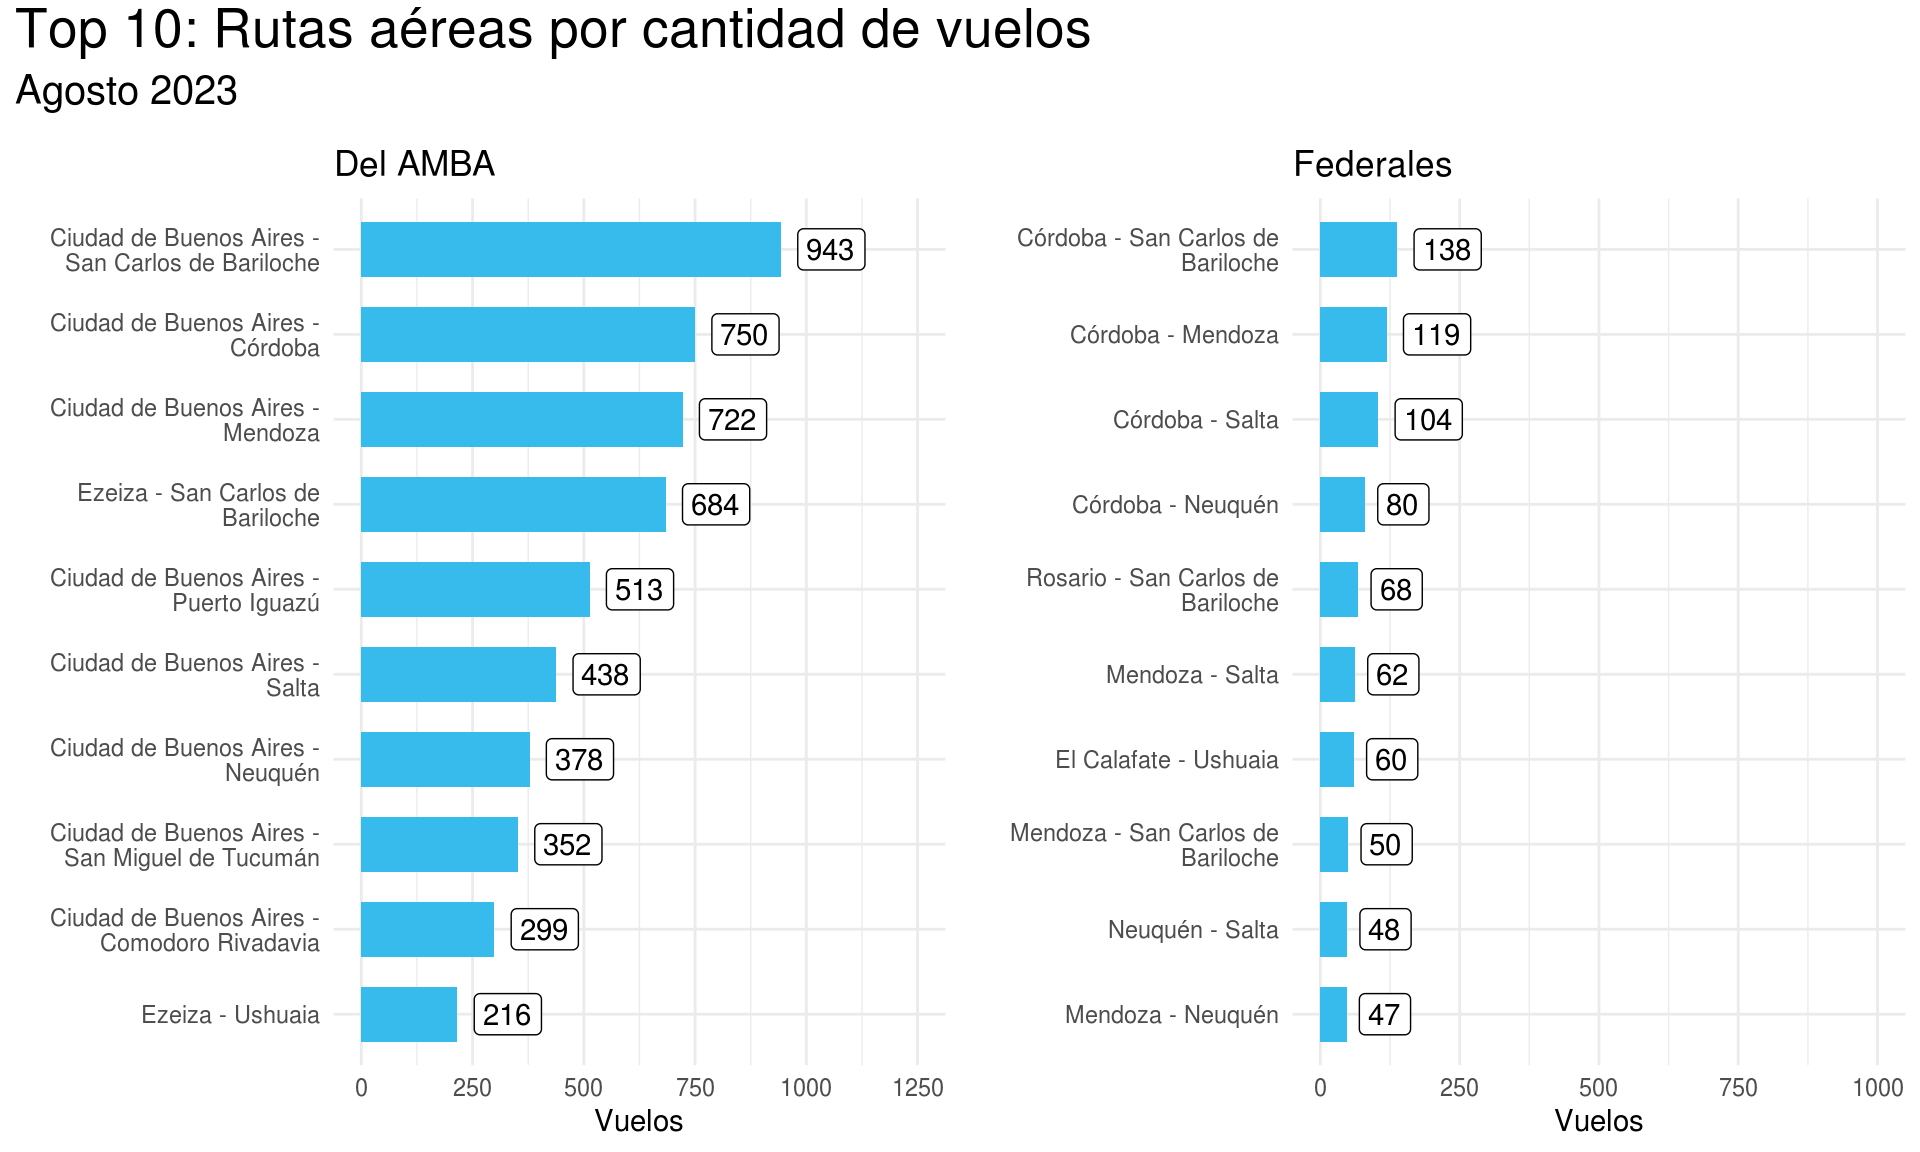 Top 10: Rutas aéreas por cantidad de vuelos
Agosto 2023
Del AMBA
Ciudad de Buenos Aires -
San Carlos de Bariloche
943
Ciudad de Buenos Aires -
Córdoba
750
Ciudad de Buenos Aires -
Mendoza
722
Ezeiza - San Carlos de
Bariloche
684
Ciudad de Buenos Aires -
Puerto Iguazú
513
Ciudad de Buenos Aires -
Salta
438
Ciudad de Buenos Aires -
Neuquén
378
Ciudad de Buenos Aires -
San Miguel de Tucumán
352
Ciudad de Buenos Aires -
Comodoro Rivadavia
299
Ezeiza - Ushuaia
216
0 250 500 750 1000 1250
Vuelos
Federales
Córdoba - San Carlos de
Bariloche
138
Córdoba - Mendoza
119
Córdoba - Salta
104
Córdoba - Neuquén
80
Rosario - San Carlos de
Bariloche
68
Mendoza - Salta
62
El Calafate - Ushuaia
60
Mendoza - San Carlos de
Bariloche
50
Neuquén - Salta
48
Mendoza - Neuquén
47
0 250 500 750 1000
Vuelos